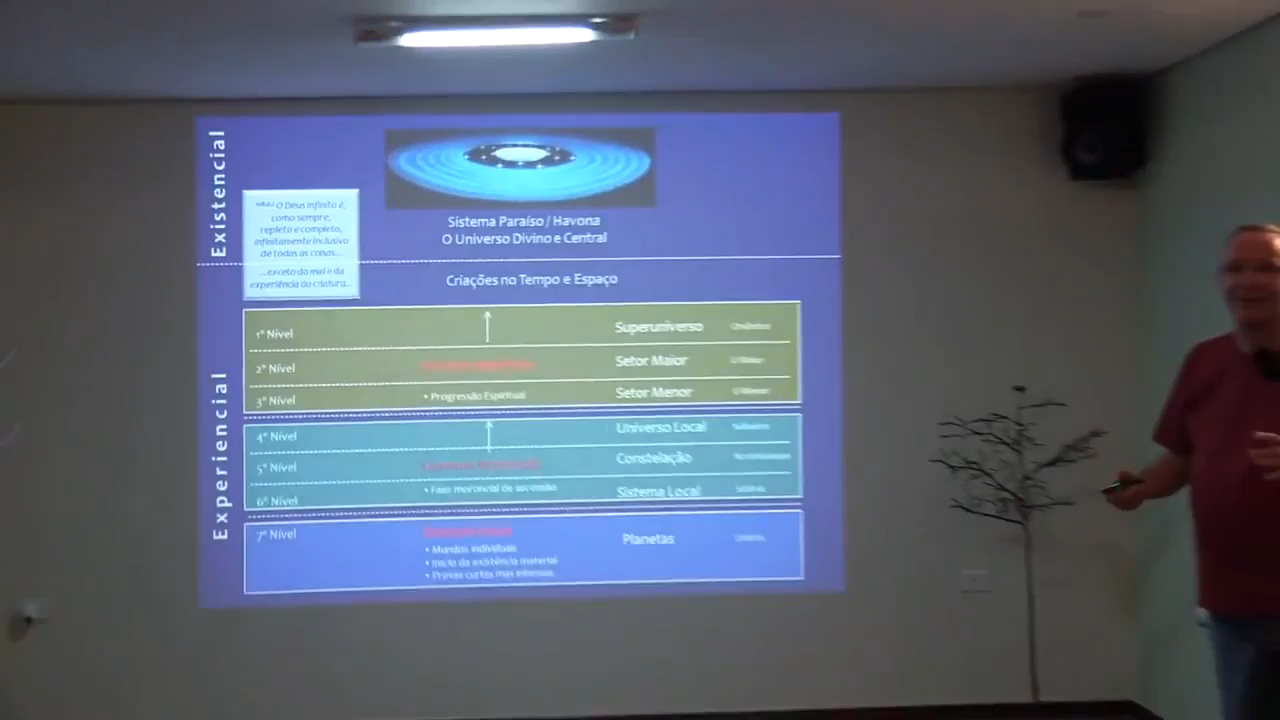 Existencial
Sistema Paraíso / Havona
O Universo Divino e Central
O Deus Infinito é,
como sempre,
repleto e completo,
infinitamente inclusivo
de todas as coisas...
...exceto do mal e da
experiência da criatura...
Criações no Tempo e Espaço
Experiencial
1º Nível
Superuniverso
2º Nível
Setor Maior
3º Nível
• Progressão Espiritual
Setor Menor
4º Nível
Universo Local
5º Nível
Constelação
6º Nível
• Fase moroncial de ascensão
Sistema Local
7º Nível
Planetas
• Mundos individuais
• Início da existência material
• Provas curtas mas intensas